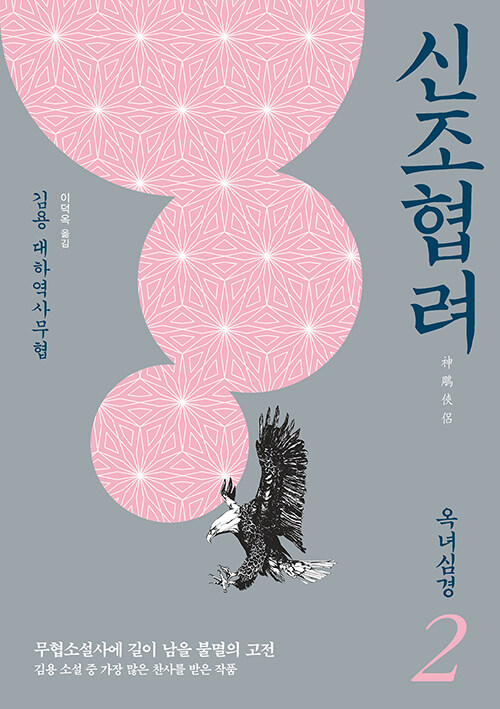 신조협려
神鵰俠侶
이덕옥 옮김
김용 대하역사무협
옥녀심경
2
무협소설사에 길이 남을 불멸의 고전
김용 소설 중 가장 많은 찬사를 받은 작품